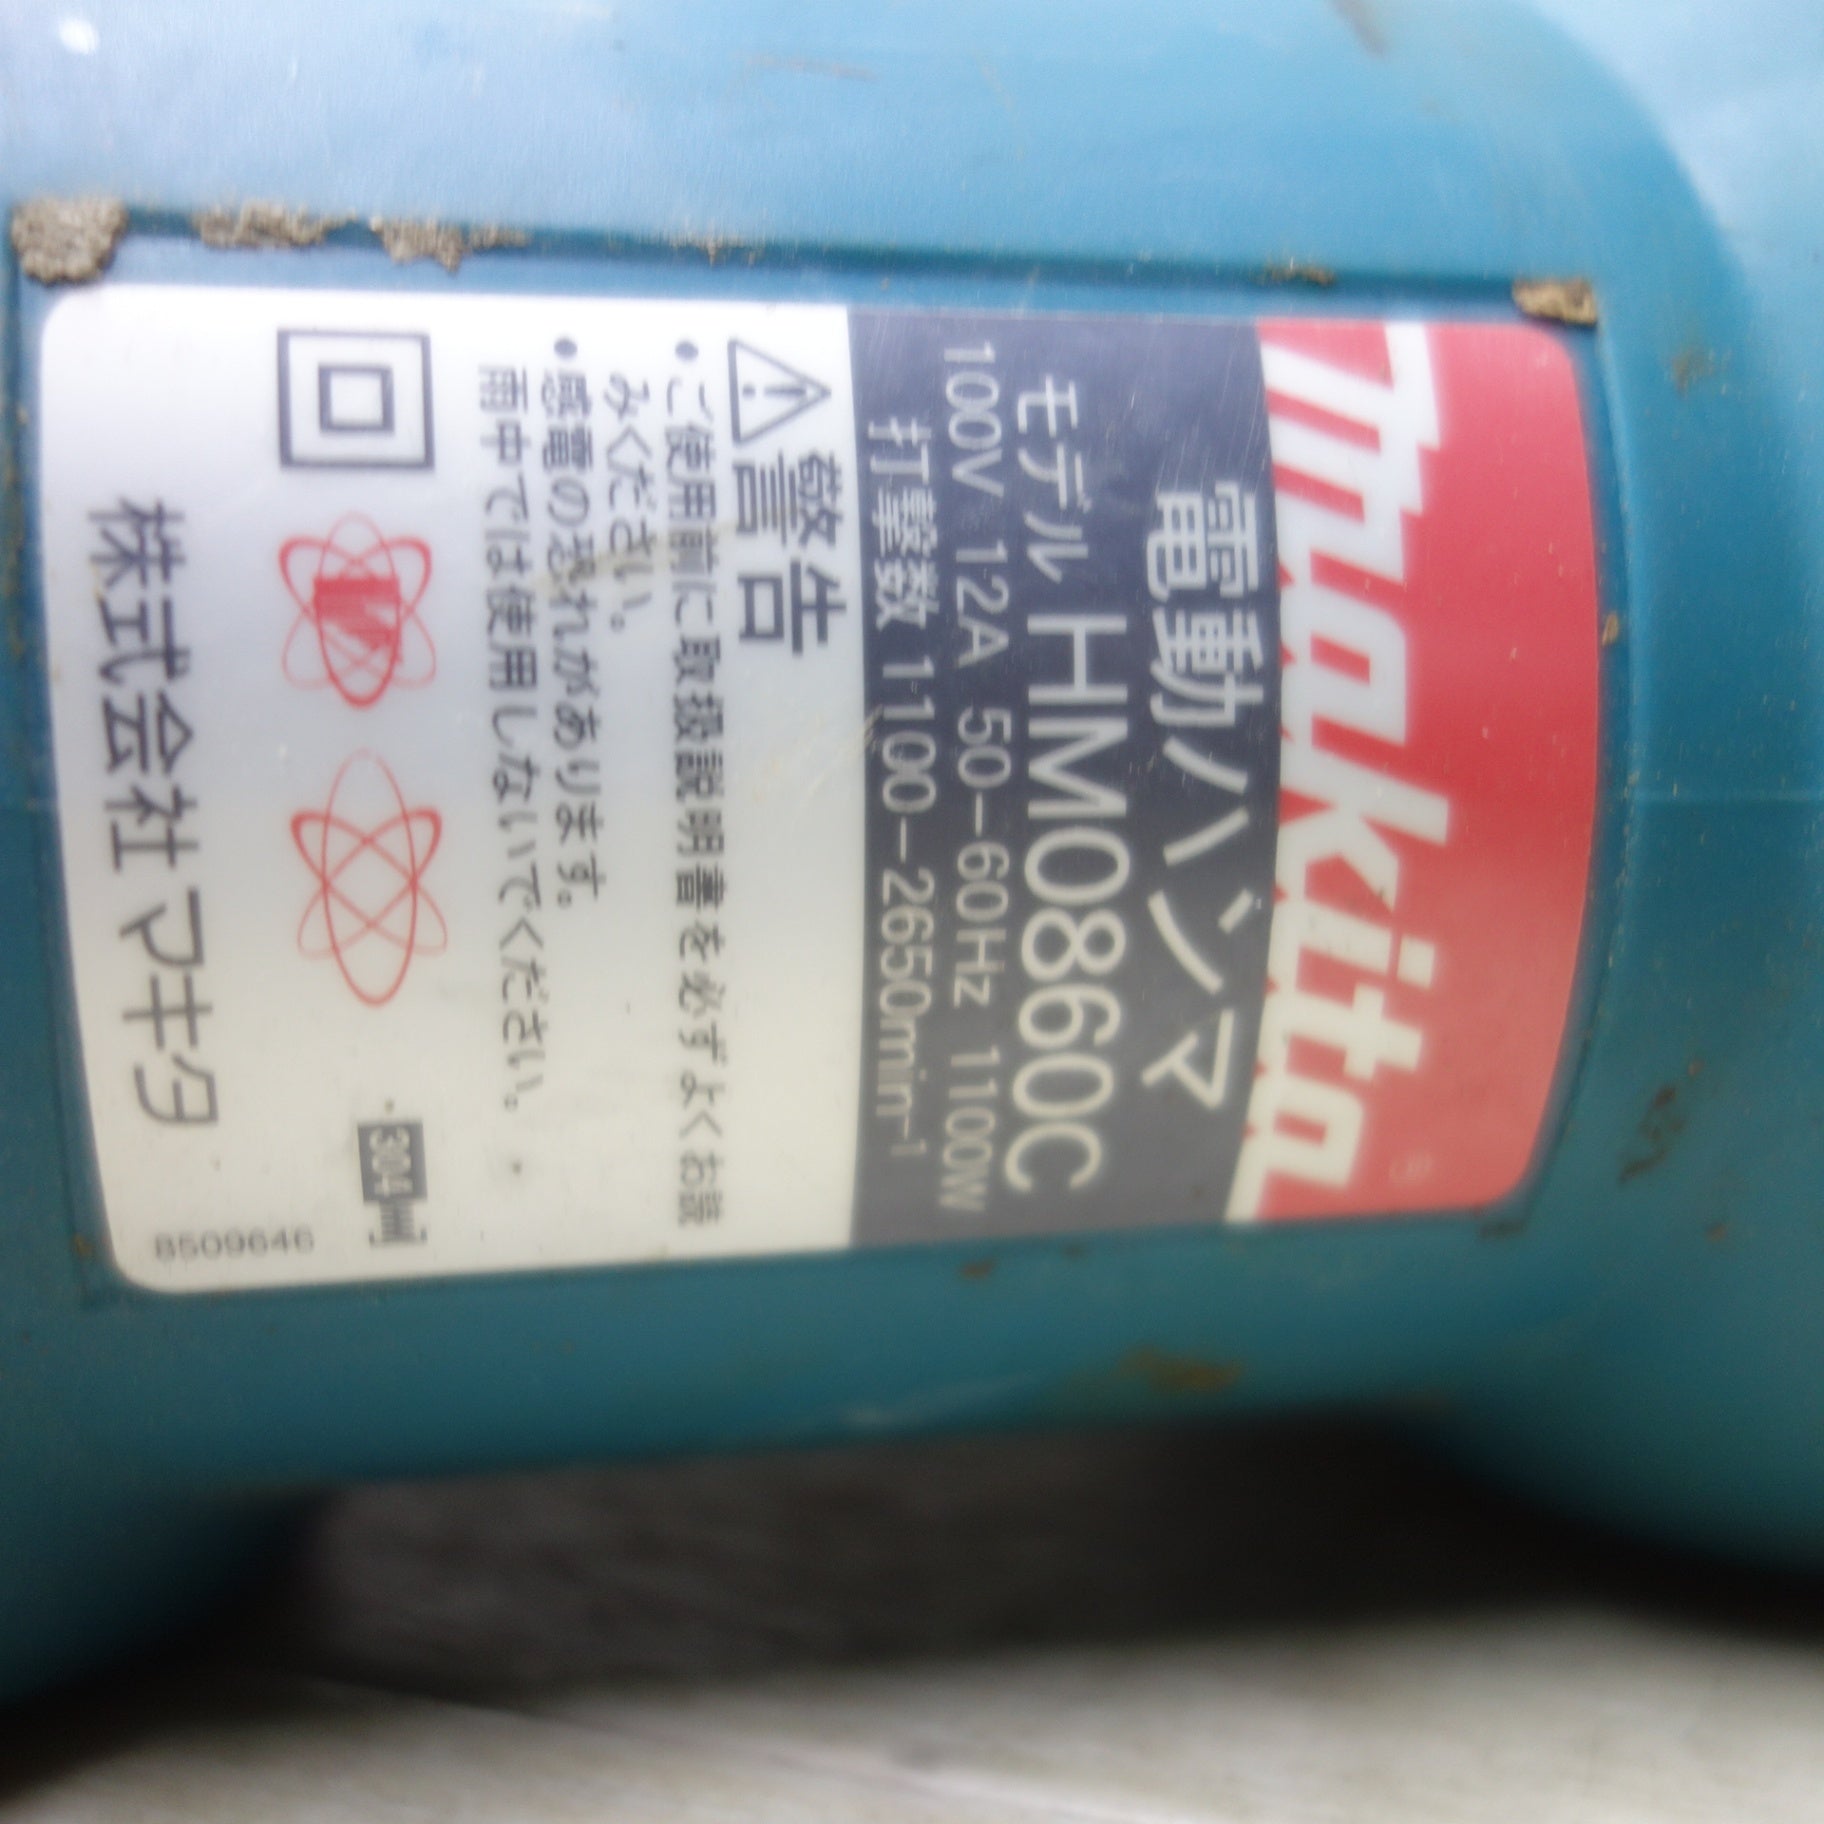 makita
電動ハンマ
モデル HM0860C
100V 12A 50-60Hz 1100W
打撃数 1100-2650min⁻¹
警告
・ご使用前に取扱説明書を必ずよくお読
みください。
・感電の恐れがあります。
雨中では使用しないでください。
304
株式会社 マキタ
8509646